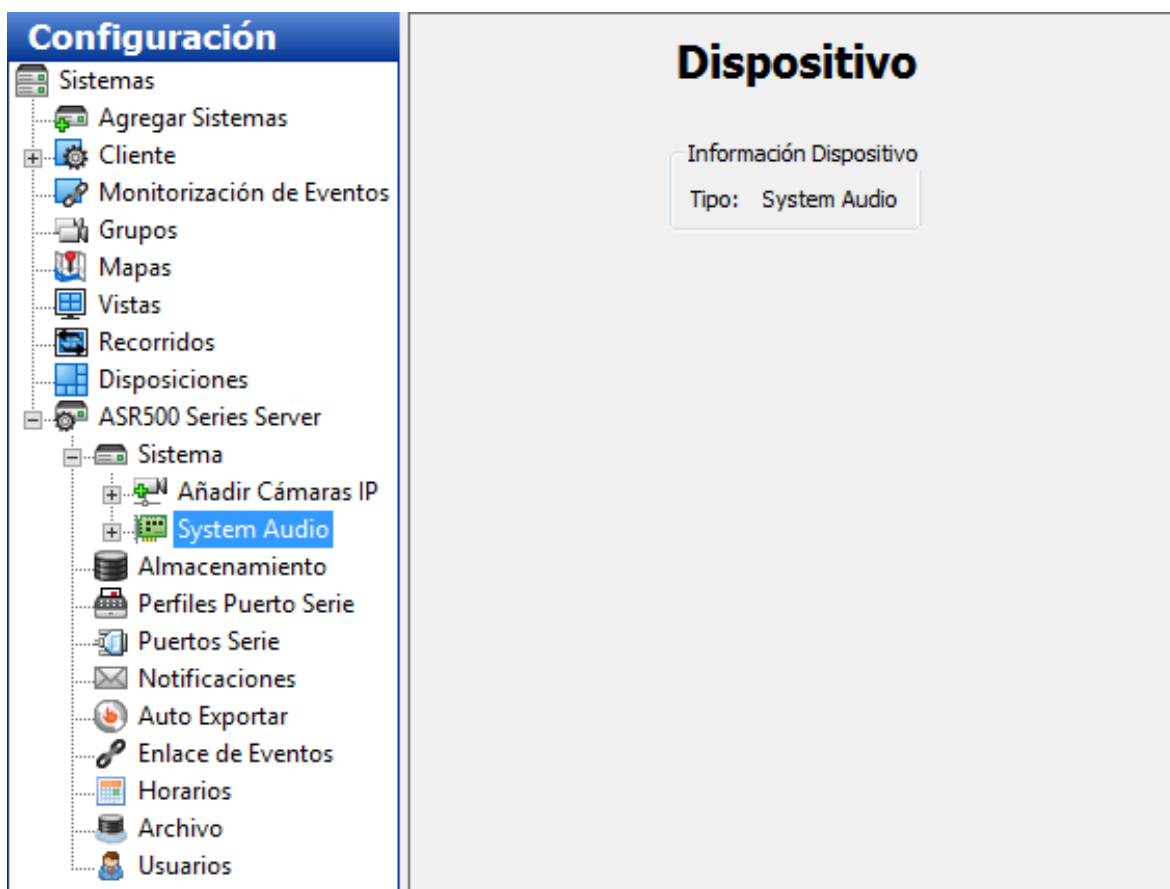 Configuración
Sistemas
Agregar Sistemas
Cliente
Monitorización de Eventos
Grupos
Mapas
Vistas
Recorridos
Disposiciones
ASR500 Series Server
Sistema
Añadir Cámaras IP
System Audio
Almacenamiento
Perfiles Puerto Serie
Puertos Serie
Notificaciones
Auto Exportar
Enlace de Eventos
Horarios
Archivo
Usuarios
Dispositivo
Información Dispositivo
Tipo: System Audio